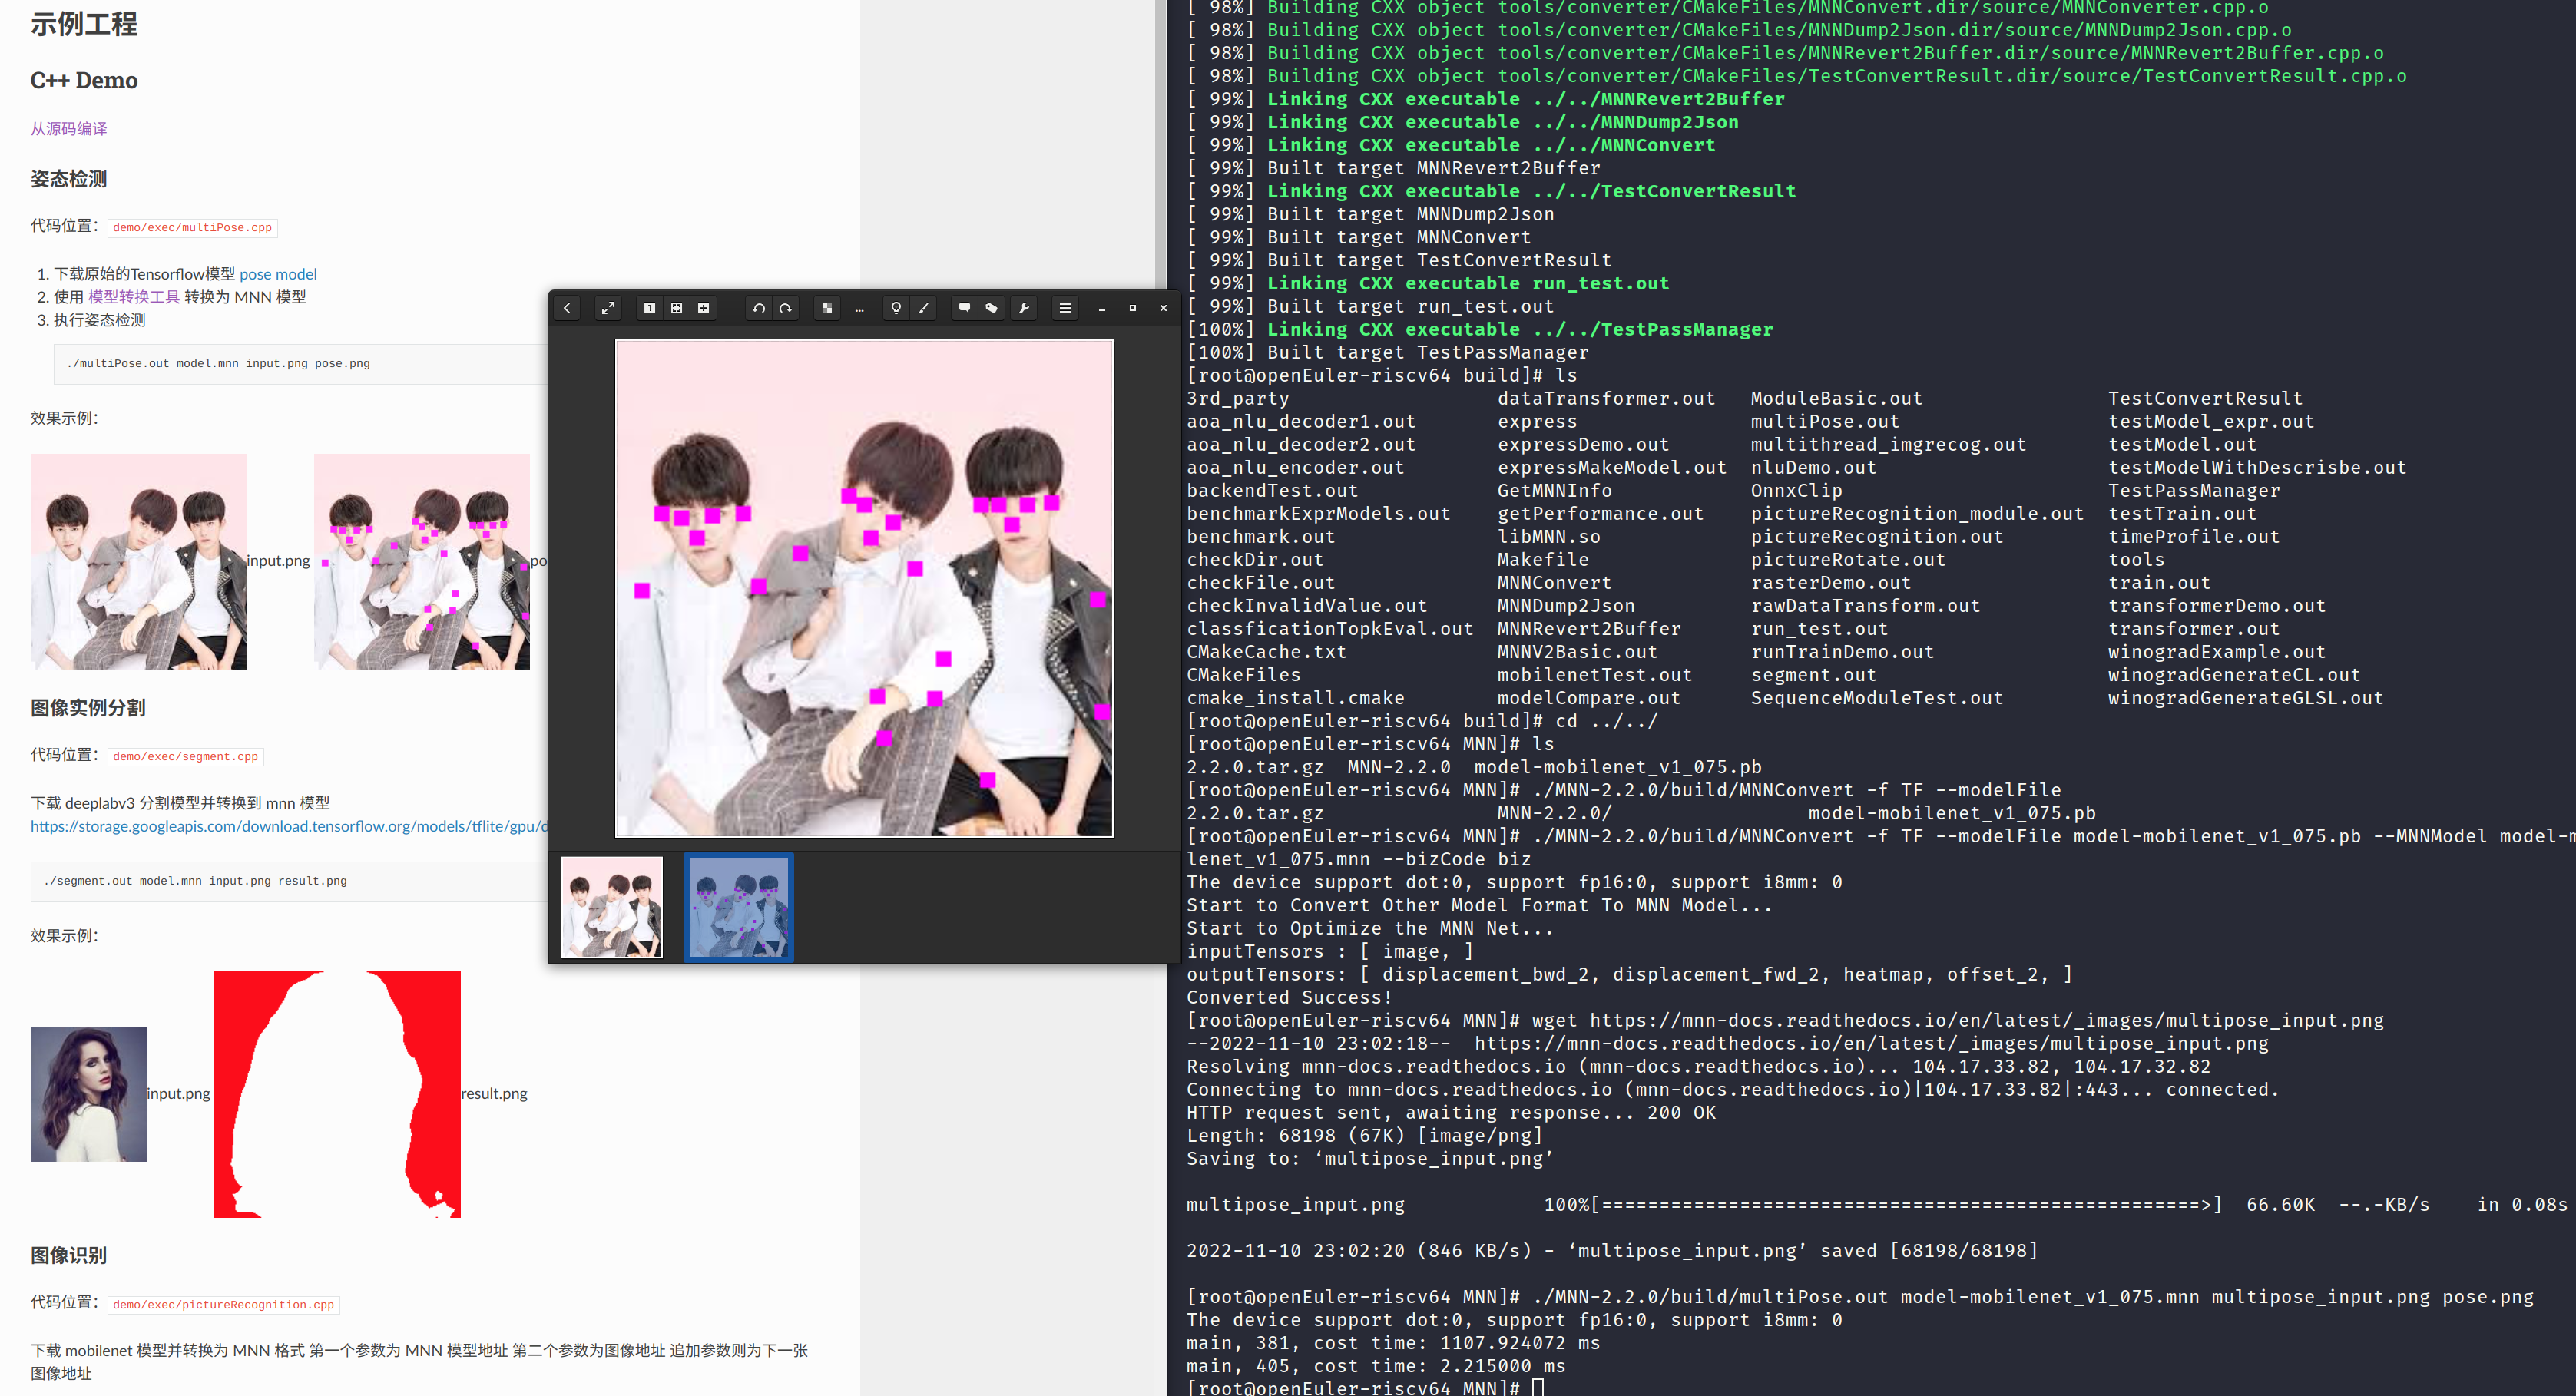 示例工程
C++ Demo
从源码编译
姿态检测
代码位置： demo/exec/multiPose.cpp
1. 下载原始的Tensorflow模型 pose model
2. 使用 模型转换工具 转换为 MNN 模型
3. 执行姿态检测
./multiPose.out model.mnn input.png pose.png
效果示例：
input.png
po
图像实例分割
代码位置： demo/exec/segment.cpp
下载 deeplabv3 分割模型并转换到 mnn 模型
https://storage.googleapis.com/download.tensorflow.org/models/tflite/gpu/d
./segment.out model.mnn input.png result.png
效果示例：
input.png
result.png
图像识别
代码位置： demo/exec/pictureRecognition.cpp
下载 mobilenet 模型并转换为 MNN 格式 第一个参数为 MNN 模型地址 第二个参数为图像地址 追加参数则为下一张
图像地址
[ 98%] Building CXX object tools/converter/CMakeFiles/MNNConvert.dir/source/MNNConverter.cpp.o
[ 98%] Building CXX object tools/converter/CMakeFiles/MNNDump2Json.dir/source/MNNDump2Json.cpp.o
[ 98%] Building CXX object tools/converter/CMakeFiles/MNNRevert2Buffer.dir/source/MNNRevert2Buffer.cpp.o
[ 98%] Building CXX object tools/converter/CMakeFiles/TestConvertResult.dir/source/TestConvertResult.cpp.o
[ 99%] Linking CXX executable ../../MNNRevert2Buffer
[ 99%] Linking CXX executable ../../MNNDump2Json
[ 99%] Linking CXX executable ../../MNNConvert
[ 99%] Built target MNNRevert2Buffer
[ 99%] Linking CXX executable ../../TestConvertResult
[ 99%] Built target MNNDump2Json
[ 99%] Built target MNNConvert
[ 99%] Built target TestConvertResult
[ 99%] Linking CXX executable run_test.out
[ 99%] Built target run_test.out
[100%] Linking CXX executable ../../TestPassManager
[100%] Built target TestPassManager
[root@openEuler-riscv64 build]# ls
3rd_party dataTransformer.out ModuleBasic.out TestConvertResult
aoa_nlu_decoder1.out express multiPose.out testModel_expr.out
aoa_nlu_decoder2.out expressDemo.out multithread_imgrecog.out testModel.out
aoa_nlu_encoder.out expressMakeModel.out nluDemo.out testModelWithDescrisbe.out
backendTest.out GetMNNInfo OnnxClip TestPassManager
benchmarkExprModels.out getPerformance.out pictureRecognition_module.out testTrain.out
benchmark.out libMNN.so pictureRecognition.out timeProfile.out
checkDir.out Makefile pictureRotate.out tools
checkFile.out MNNConvert rasterDemo.out train.out
checkInvalidValue.out MNNDump2Json rawDataTransform.out transformerDemo.out
classficationTopkEval.out MNNRevert2Buffer run_test.out transformer.out
CMakeCache.txt MNNV2Basic.out runTrainDemo.out winogradExample.out
CMakeFiles mobilenetTest.out segment.out winogradGenerateCL.out
cmake_install.cmake modelCompare.out SequenceModuleTest.out winogradGenerateGLSL.out
[root@openEuler-riscv64 build]# cd ../../
[root@openEuler-riscv64 MNN]# ls
2.2.0.tar.gz MNN-2.2.0 model-mobilenet_v1_075.pb
[root@openEuler-riscv64 MNN]# ./MNN-2.2.0/build/MNNConvert -f TF --modelFile
2.2.0.tar.gz MNN-2.2.0/ model-mobilenet_v1_075.pb
[root@openEuler-riscv64 MNN]# ./MNN-2.2.0/build/MNNConvert -f TF --modelFile model-mobilenet_v1_075.pb --MNNModel model-m
lenet_v1_075.mnn --bizCode biz
The device support dot:0, support fp16:0, support i8mm: 0
Start to Convert Other Model Format To MNN Model...
Start to Optimize the MNN Net...
inputTensors : [ image, ]
outputTensors: [ displacement_bwd_2, displacement_fwd_2, heatmap, offset_2, ]
Converted Success!
[root@openEuler-riscv64 MNN]# wget https://mnn-docs.readthedocs.io/en/latest/_images/multipose_input.png
--2022-11-10 23:02:18-- https://mnn-docs.readthedocs.io/en/latest/_images/multipose_input.png
Resolving mnn-docs.readthedocs.io (mnn-docs.readthedocs.io)... 104.17.33.82, 104.17.32.82
Connecting to mnn-docs.readthedocs.io (mnn-docs.readthedocs.io)|104.17.33.82|:443... connected.
HTTP request sent, awaiting response... 200 OK
Length: 68198 (67K) [image/png]
Saving to: ‘multipose_input.png’
multipose_input.png 100%[===================================================>] 66.60K --.-KB/s in 0.08s
2022-11-10 23:02:20 (846 KB/s) - ‘multipose_input.png’ saved [68198/68198]
[root@openEuler-riscv64 MNN]# ./MNN-2.2.0/build/multiPose.out model-mobilenet_v1_075.mnn multipose_input.png pose.png
The device support dot:0, support fp16:0, support i8mm: 0
main, 381, cost time: 1107.924072 ms
main, 405, cost time: 2.215000 ms
[root@openEuler-riscv64 MNN]#